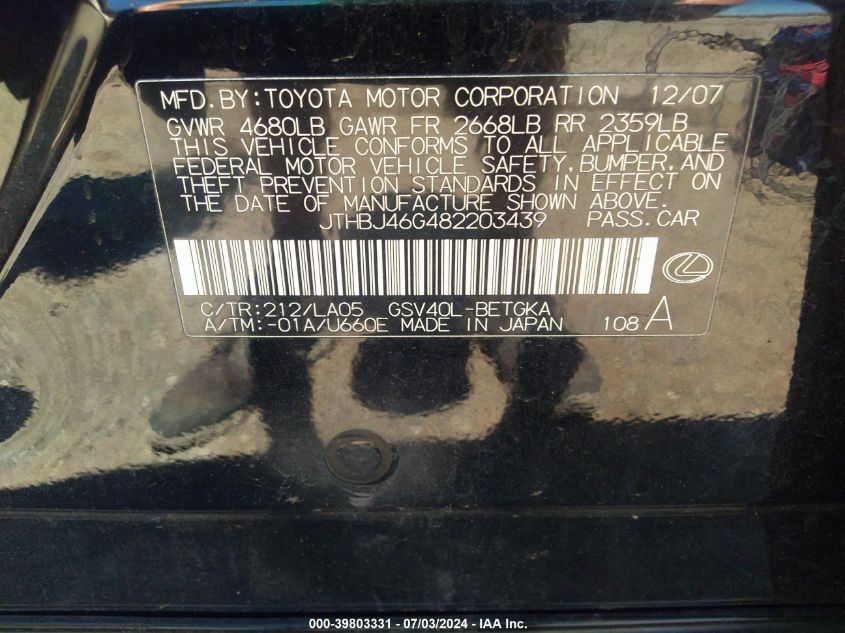 MFD. BY: TOYOTA MOTOR CORPORATION 12/07
GVWR 4680LB GAWR FR 2668LB RR 2359LB
THIS VEHICLE CONFORMS TO ALL APPLICABLE
FEDERAL MOTOR VEHICLE SAFETY, BUMPER, AND
THEFT PREVENTION STANDARDS IN EFFECT ON
THE DATE OF MANUFACTURE SHOWN ABOVE.
JTHBJ46G482203439 PASS. CAR
C/TR: 212/LA05 GSV40L-BETGKA
A/TM: -01A/U660E MADE IN JAPAN 108 A
000-39803331 - 07/03/2024 - IAA Inc.